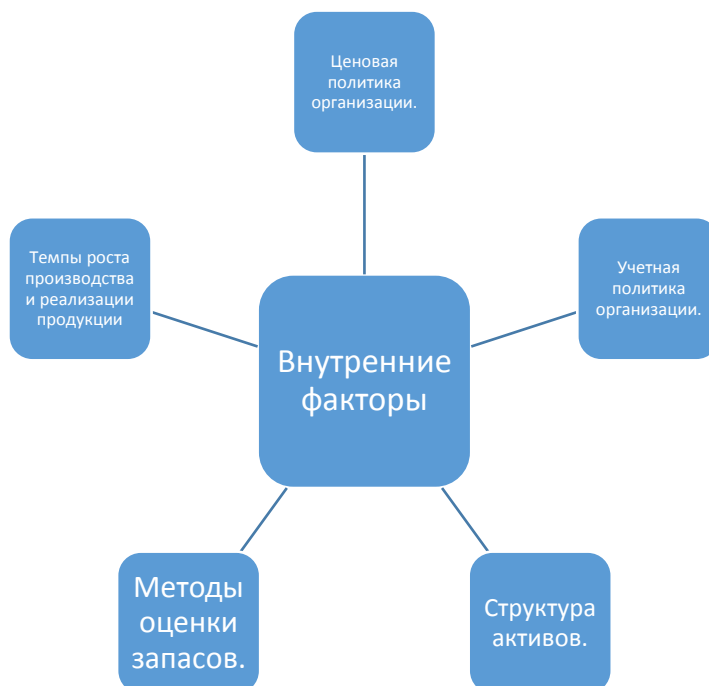 Ценовая
политика
организации.
Темпы роста
производства
и реализации
продукции
Учетная
политика
организации.
Внутренние
факторы
Методы
оценки
запасов.
Структура
активов.